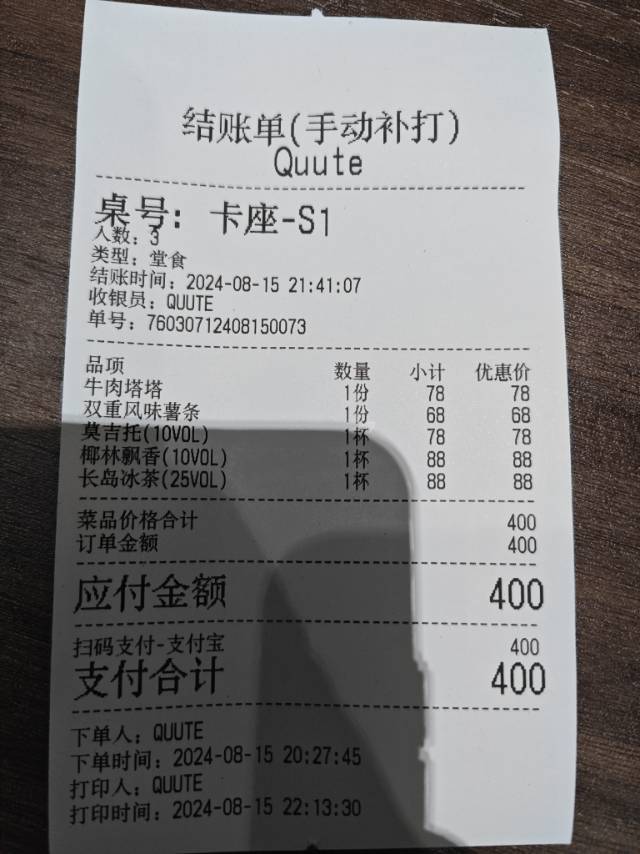 结账单(手动补打)
Quute
桌号: 卡座-S1
人数: 3
类型: 堂食
结账时间: 2024-08-15 21:41:07
收银员: QUUTE
单号: 76030712408150073
品项 数量 小计 优惠价
牛肉塔塔 1份 78 78
双重风味薯条 1份 68 68
莫吉托(10VOL) 1杯 78 78
椰林飘香(10VOL) 1杯 88 88
长岛冰茶(25VOL) 1杯 88 88
菜品价格合计 400
订单金额 400
应付金额 400
扫码支付-支付宝 400
支付合计 400
下单人: QUUTE
下单时间: 2024-08-15 20:27:45
打印人: QUUTE
打印时间: 2024-08-15 22:13:30